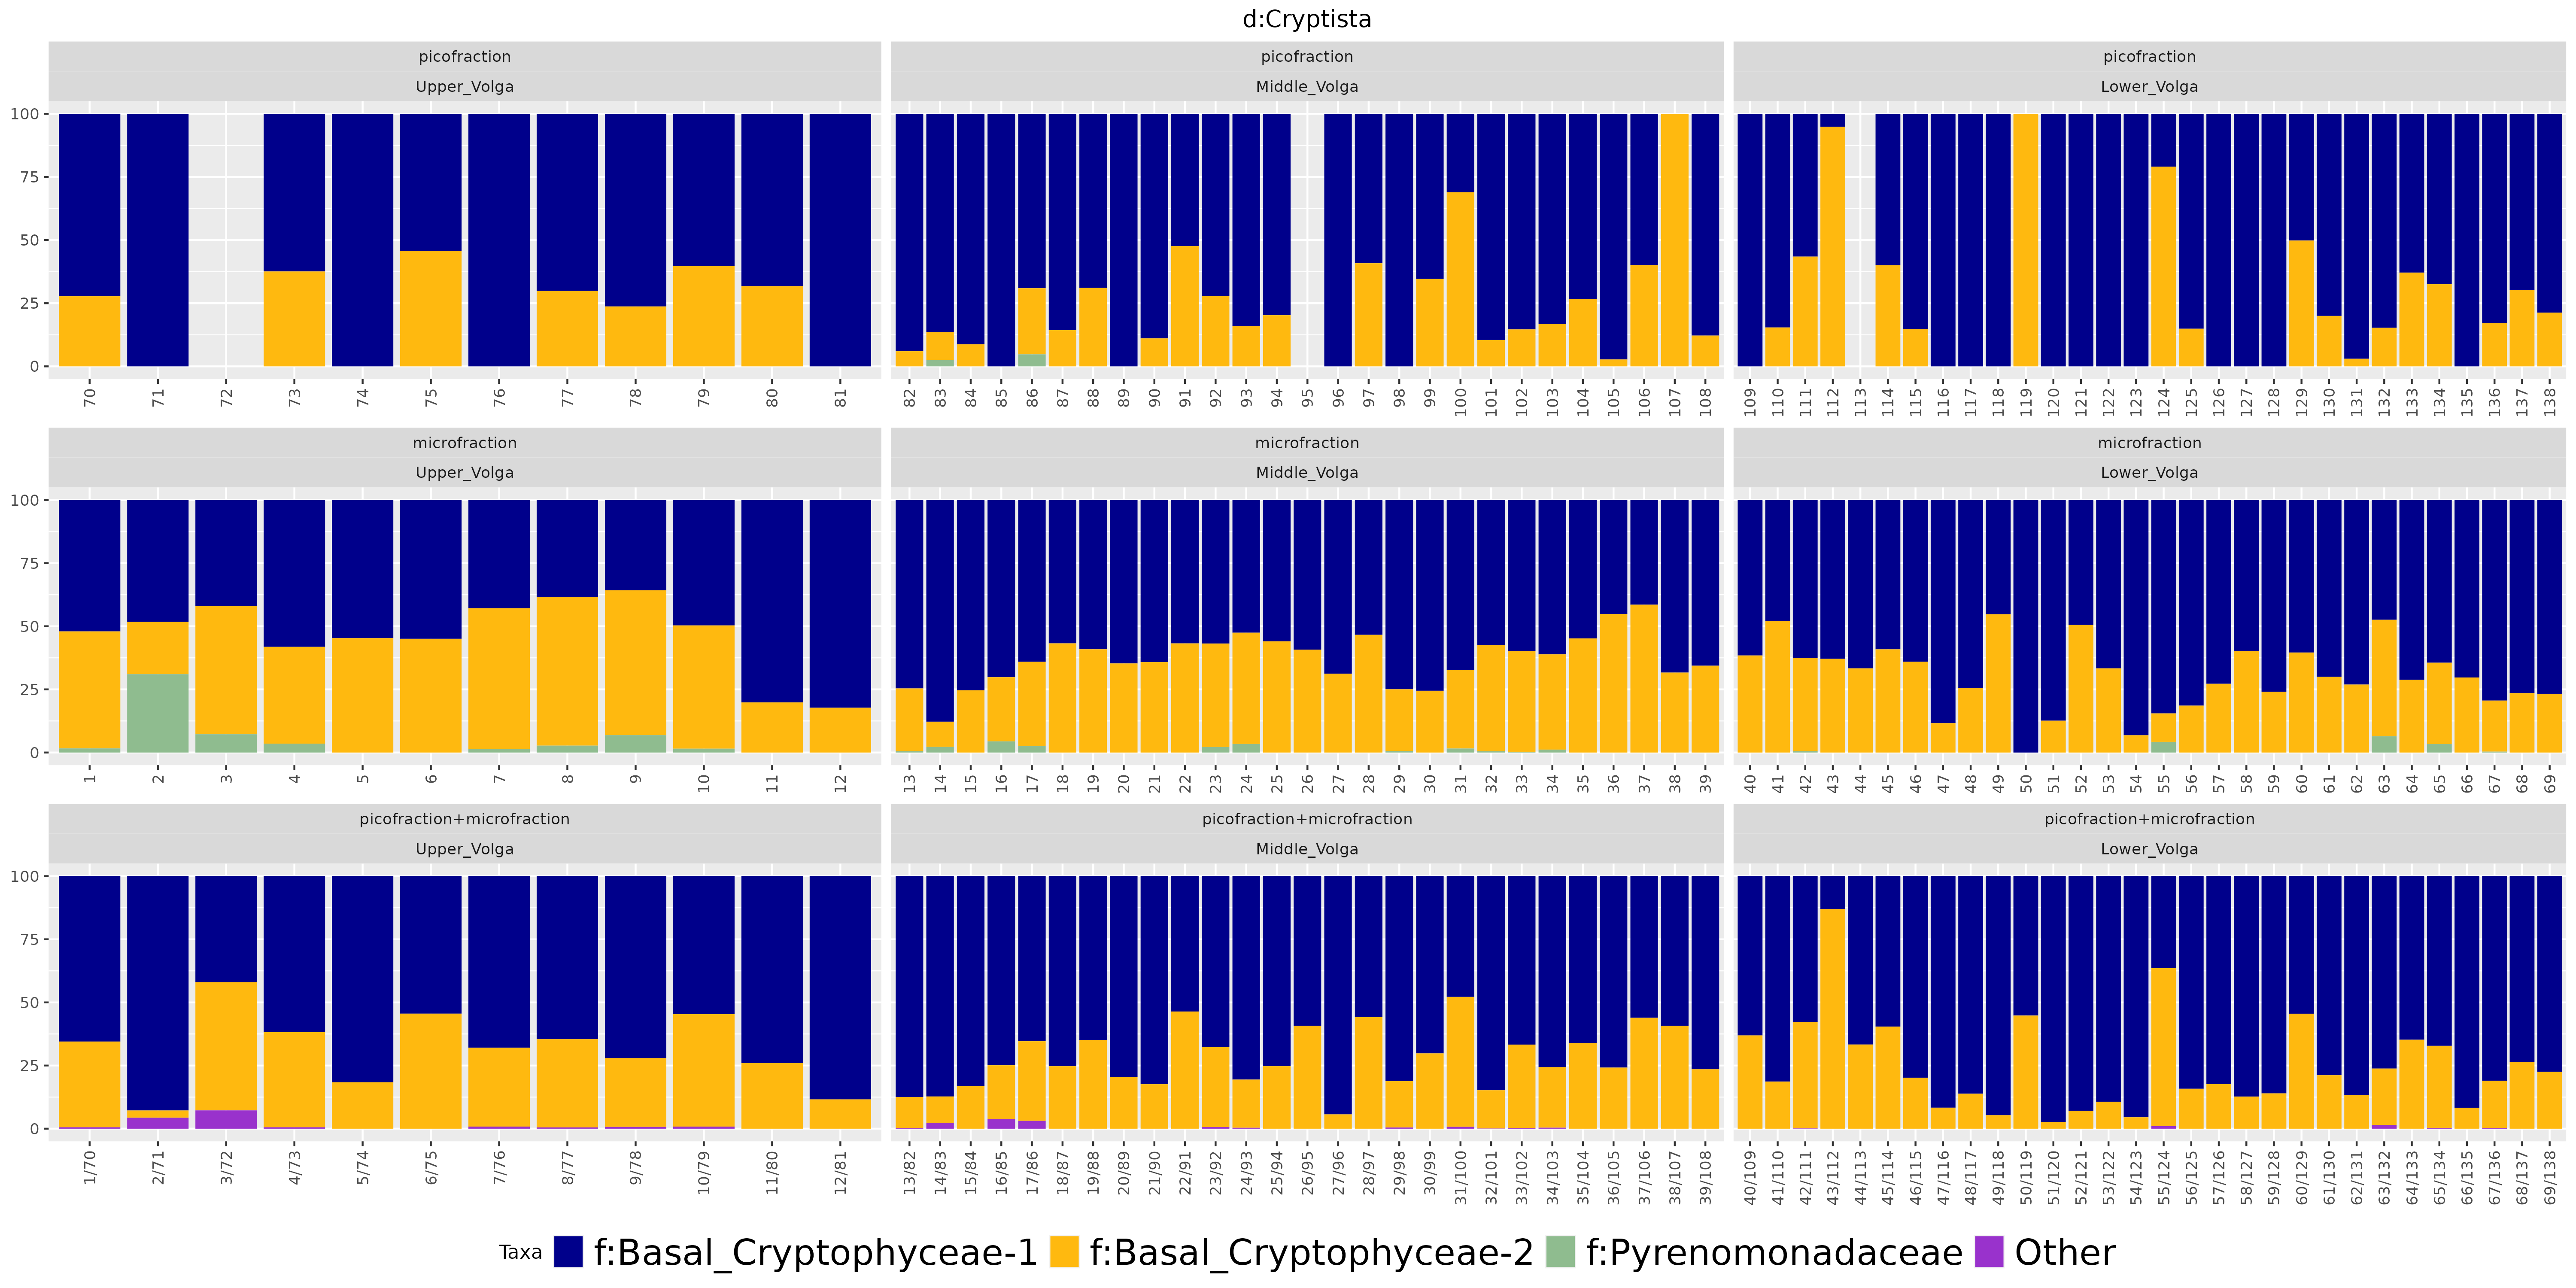 d:Cryptista
picofraction picofraction picofraction
Upper_Volga Middle_Volga Lower_Volga
100
75
50
25
0
70 71 72 73 74 75 76 77 78 79 80 81 82 83 84 85 86 87 88 89 90 91 92 93 94 95 96 97 98 99 100 101 102 103 104 105 106 107 108 109 110 111 112 113 114 115 116 117 118 119 120 121 122 123 124 125 126 127 128 129 130 131 132 133 134 135 136 137 138
microfraction microfraction microfraction
Upper_Volga Middle_Volga Lower_Volga
100
75
50
25
0
1 2 3 4 5 6 7 8 9 10 11 12 13 14 15 16 17 18 19 20 21 22 23 24 25 26 27 28 29 30 31 32 33 34 35 36 37 38 39 40 41 42 43 44 45 46 47 48 49 50 51 52 53 54 55 56 57 58 59 60 61 62 63 64 65 66 67 68 69
picofraction+microfraction picofraction+microfraction picofraction+microfraction
Upper_Volga Middle_Volga Lower_Volga
100
75
50
25
0
1/70 2/71 3/72 4/73 5/74 6/75 7/76 8/77 9/78 10/79 11/80 12/81 13/82 14/83 15/84 16/85 17/86 18/87 19/88 20/89 21/90 22/91 23/92 24/93 25/94 26/95 27/96 28/97 29/98 30/99 31/100 32/101 33/102 34/103 35/104 36/105 37/106 38/107 39/108 40/109 41/110 42/111 43/112 44/113 45/114 46/115 47/116 48/117 49/118 50/119 51/120 52/121 53/122 54/123 55/124 56/125 57/126 58/127 59/128 60/129 61/130 62/131 63/132 64/133 65/134 66/135 67/136 68/137 69/138
Taxa f:Basal_Cryptophyceae-1 f:Basal_Cryptophyceae-2 f:Pyrenomonadaceae Other